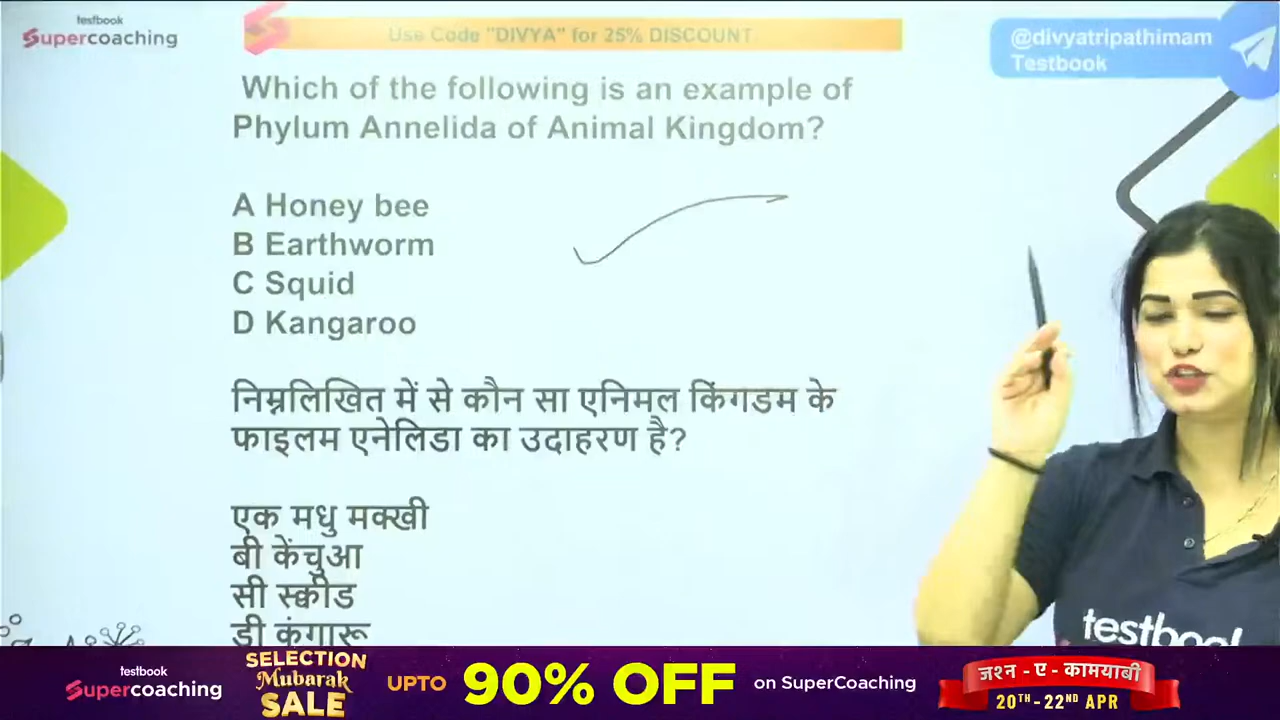 testbook
Supercoaching
Use Code "DIVYA" for 25% DISCOUNT
@divyatripathimam
Testbook
Which of the following is an example of
Phylum Annelida of Animal Kingdom?
A Honey bee
B Earthworm
C Squid
D Kangaroo
निम्नलिखित में से कौन सा एनिमल किंगडम के
फाइलम एनेलिडा का उदाहरण है?
एक मधु मक्खी
बी केंचुआ
सी स्क्वीड
डी कंगारू
testbook
testbook
Supercoaching
SELECTION
Mubarak
SALE
UPTO 90% OFF on SuperCoaching
जश्न - ए - कामयाबी
20TH - 22ND APR